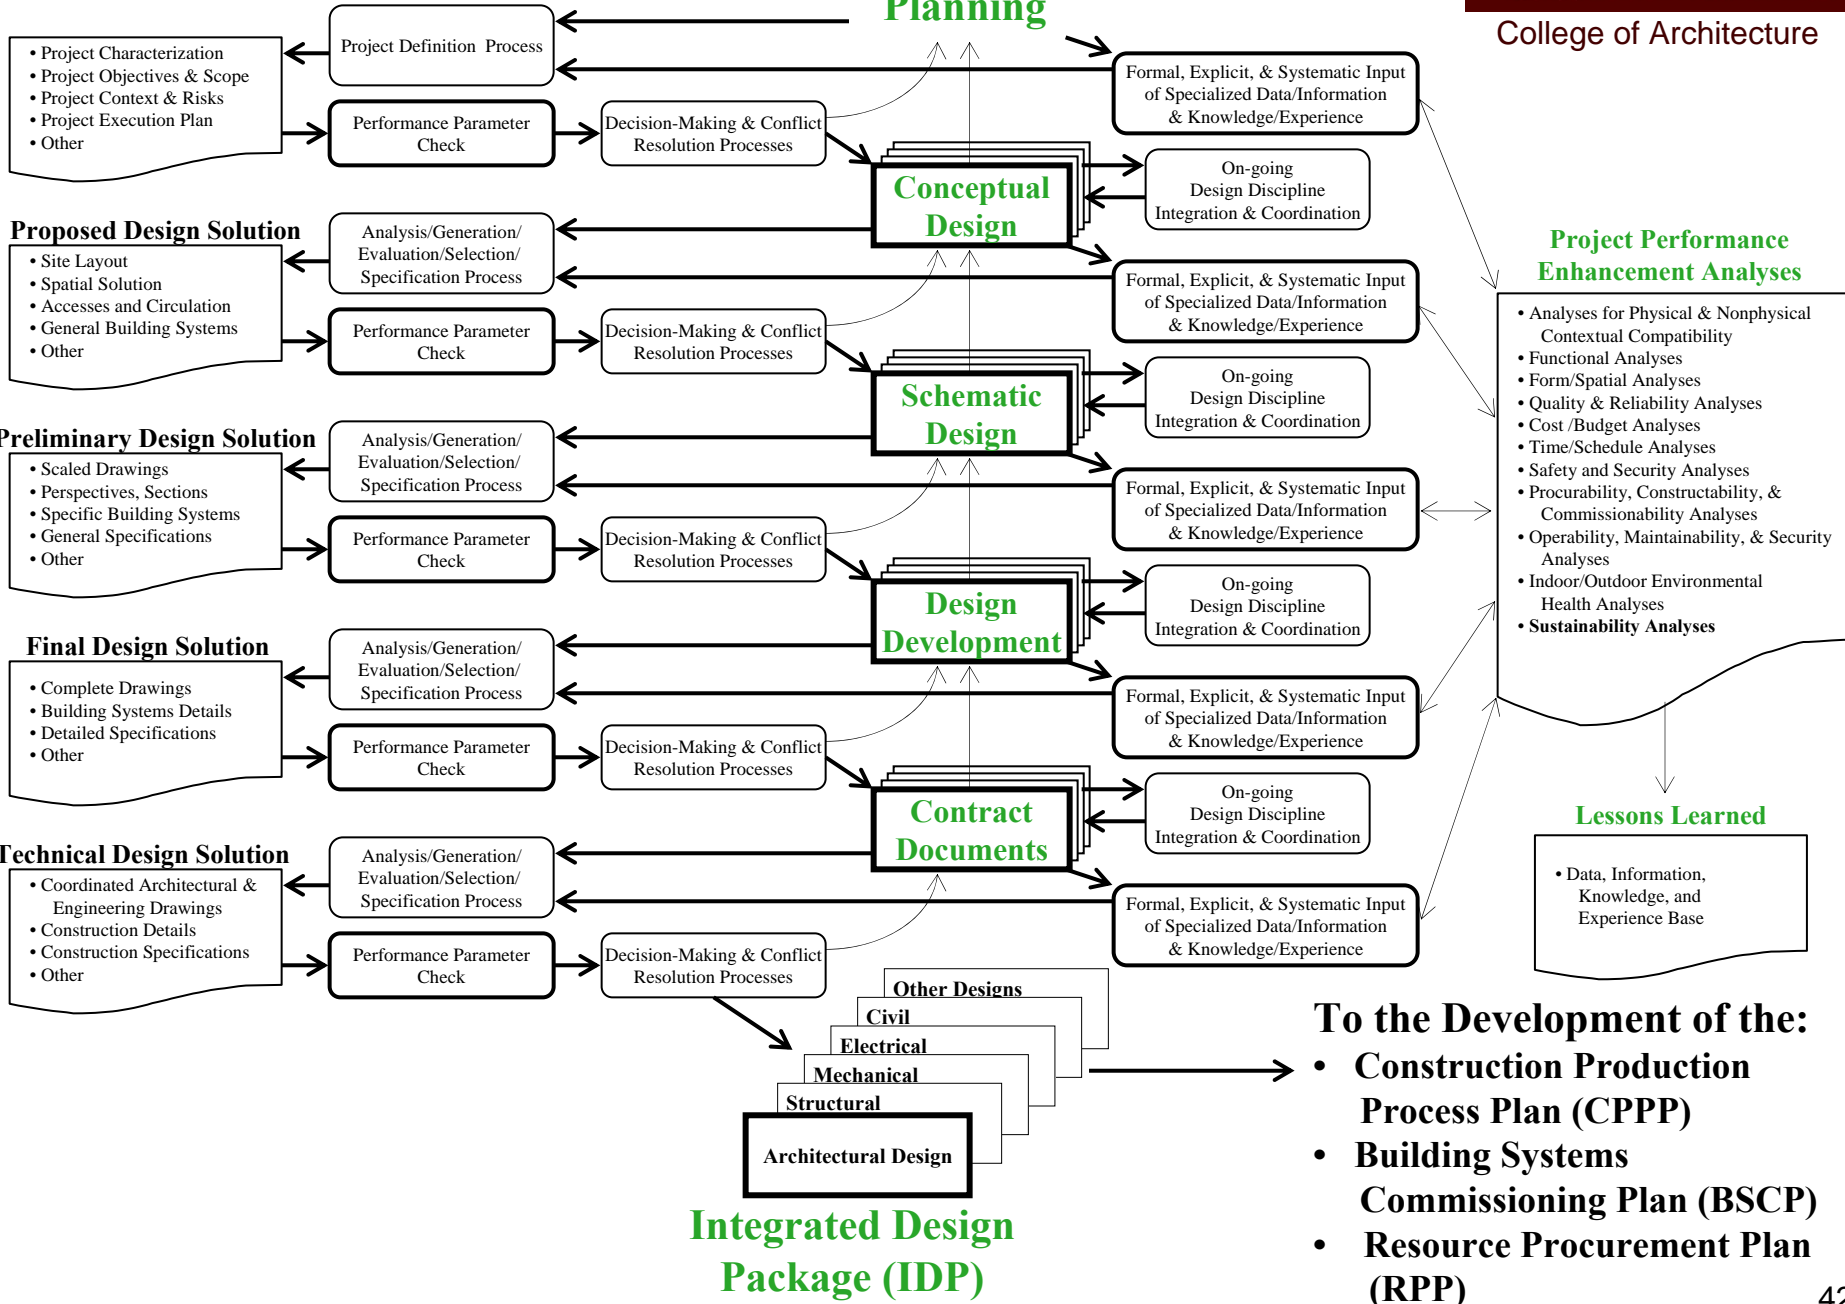 Planning
College of Architecture
• Project Characterization
• Project Objectives & Scope
• Project Context & Risks
• Project Execution Plan
• Other
Project Definition Process
Performance Parameter
Check
Decision-Making & Conflict
Resolution Processes
Formal, Explicit, & Systematic Input
of Specialized Data/Information
& Knowledge/Experience
Conceptual
Design
On-going
Design Discipline
Integration & Coordination
Proposed Design Solution
• Site Layout
• Spatial Solution
• Accesses and Circulation
• General Building Systems
• Other
Analysis/Generation/
Evaluation/Selection/
Specification Process
Performance Parameter
Check
Decision-Making & Conflict
Resolution Processes
Formal, Explicit, & Systematic Input
of Specialized Data/Information
& Knowledge/Experience
Schematic
Design
On-going
Design Discipline
Integration & Coordination
Preliminary Design Solution
• Scaled Drawings
• Perspectives, Sections
• Specific Building Systems
• General Specifications
• Other
Analysis/Generation/
Evaluation/Selection/
Specification Process
Performance Parameter
Check
Decision-Making & Conflict
Resolution Processes
Formal, Explicit, & Systematic Input
of Specialized Data/Information
& Knowledge/Experience
Design
Development
On-going
Design Discipline
Integration & Coordination
Final Design Solution
• Complete Drawings
• Building Systems Details
• Detailed Specifications
• Other
Analysis/Generation/
Evaluation/Selection/
Specification Process
Performance Parameter
Check
Decision-Making & Conflict
Resolution Processes
Formal, Explicit, & Systematic Input
of Specialized Data/Information
& Knowledge/Experience
Contract
Documents
On-going
Design Discipline
Integration & Coordination
Technical Design Solution
• Coordinated Architectural &
Engineering Drawings
• Construction Details
• Construction Specifications
• Other
Analysis/Generation/
Evaluation/Selection/
Specification Process
Performance Parameter
Check
Decision-Making & Conflict
Resolution Processes
Formal, Explicit, & Systematic Input
of Specialized Data/Information
& Knowledge/Experience
Project Performance
Enhancement Analyses
• Analyses for Physical & Nonphysical
Contextual Compatibility
• Functional Analyses
• Form/Spatial Analyses
• Quality & Reliability Analyses
• Cost /Budget Analyses
• Time/Schedule Analyses
• Safety and Security Analyses
• Procurability, Constructability, &
Commissionability Analyses
• Operability, Maintainability, & Security
Analyses
• Indoor/Outdoor Environmental
Health Analyses
• Sustainability Analyses
Lessons Learned
• Data, Information,
Knowledge, and
Experience Base
Other Designs
Civil
Electrical
Mechanical
Structural
Architectural Design
Integrated Design
Package (IDP)
To the Development of the:
• Construction Production
Process Plan (CPPP)
• Building Systems
Commissioning Plan (BSCP)
• Resource Procurement Plan
(RPP)
42